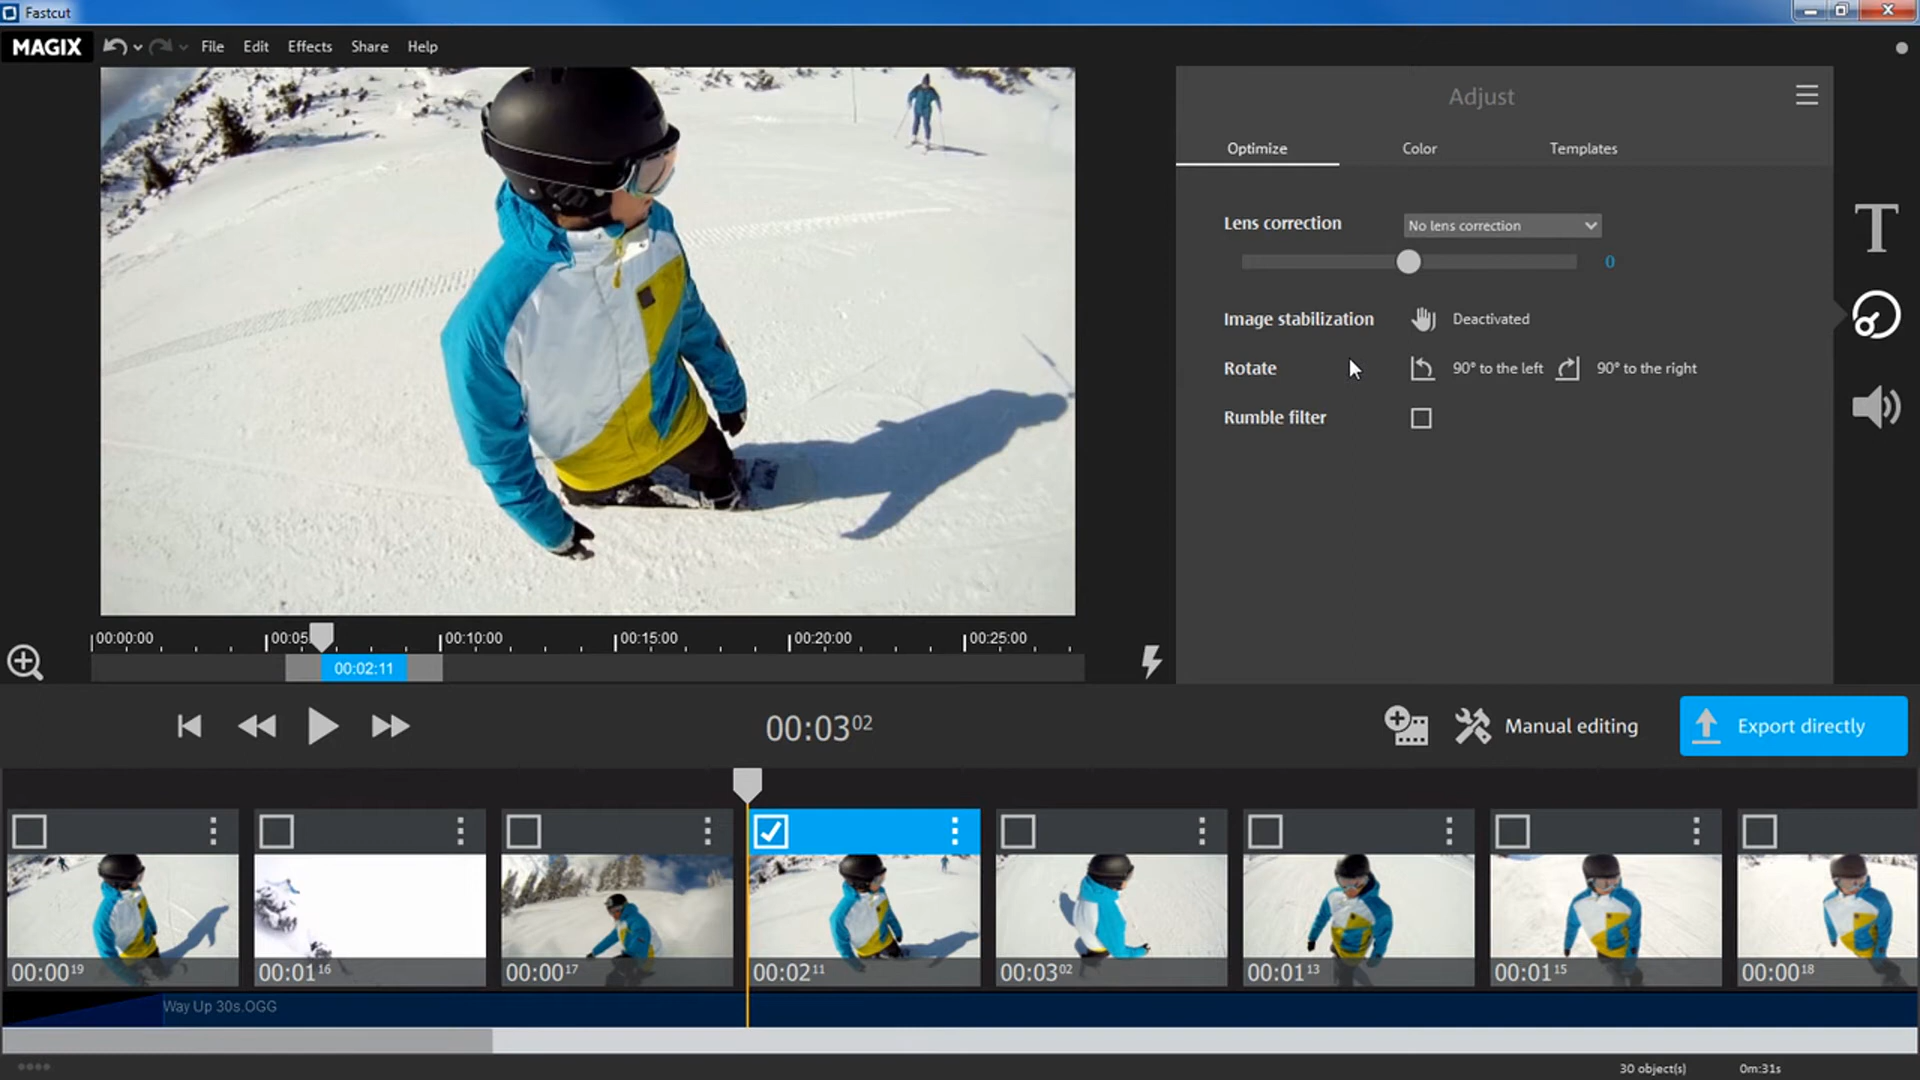 Fastcut
MAGIX File Edit Effects Share Help
Adjust
Optimize Color Templates
Lens correction No lens correction
0
Image stabilization Deactivated
Rotate 90° to the left 90° to the right
Rumble filter
T
00:00:00 00:05 00:10:00 00:15:00 00:20:00 00:25:00
00:02:11
00:03 02 Manual editing Export directly
00:00 19 00:01 16 00:00 17 00:02 11 00:03 02 00:01 13 00:01 15 00:00 18
Way Up 30s.OGG
30 object(s) 0m:31s